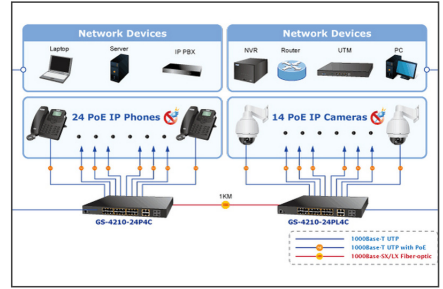 Network Devices
Laptop
Server
IP PBX
Network Devices
NVR
Router
UTM
PC
24 PoE IP Phones
14 PoE IP Cameras
1KM
GS-4210-24P4C
GS-4210-24PL4C
1000Base-T UTP
1000Base-T UTP with PoE
1000Base-SX/LX Fiber-optic